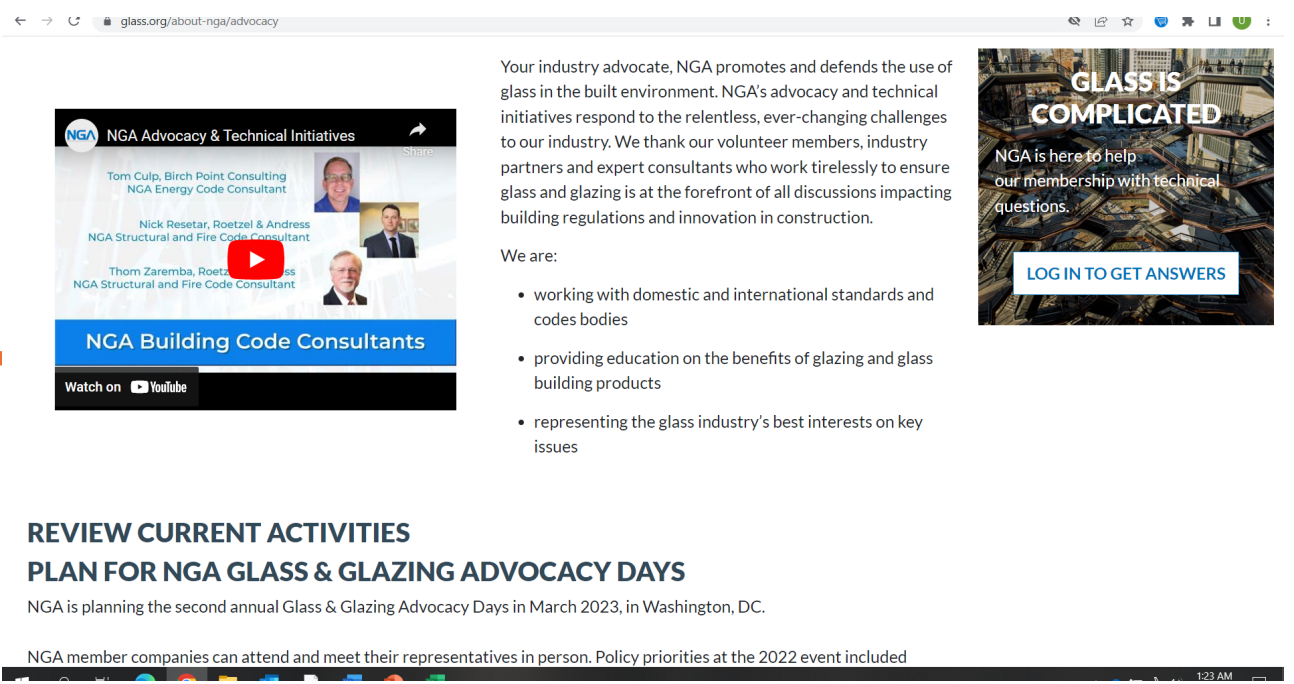 glass.org/about-nga/advocacy
U
NGA
NGA Advocacy & Technical Initiatives
Share
Tom Culp, Birch Point Consulting
NGA Energy Code Consultant
Nick Resetar, Roetzel & Andress
NGA Structural and Fire Code Consultant
Thom Zaremba, Roetz ss
NGA Structural and Fire Code Consultant
NGA Building Code Consultants
Watch on YouTube
Your industry advocate, NGA promotes and defends the use of
glass in the built environment. NGA’s advocacy and technical
initiatives respond to the relentless, ever-changing challenges
to our industry. We thank our volunteer members, industry
partners and expert consultants who work tirelessly to ensure
glass and glazing is at the forefront of all discussions impacting
building regulations and innovation in construction.
We are:
• working with domestic and international standards and
codes bodies
• providing education on the benefits of glazing and glass
building products
• representing the glass industry’s best interests on key
issues
GLASS IS
COMPLICATED
NGA is here to help
our membership with technical
questions.
LOG IN TO GET ANSWERS
REVIEW CURRENT ACTIVITIES
PLAN FOR NGA GLASS & GLAZING ADVOCACY DAYS
NGA is planning the second annual Glass & Glazing Advocacy Days in March 2023, in Washington, DC.
NGA member companies can attend and meet their representatives in person. Policy priorities at the 2022 event included
1:23 AM